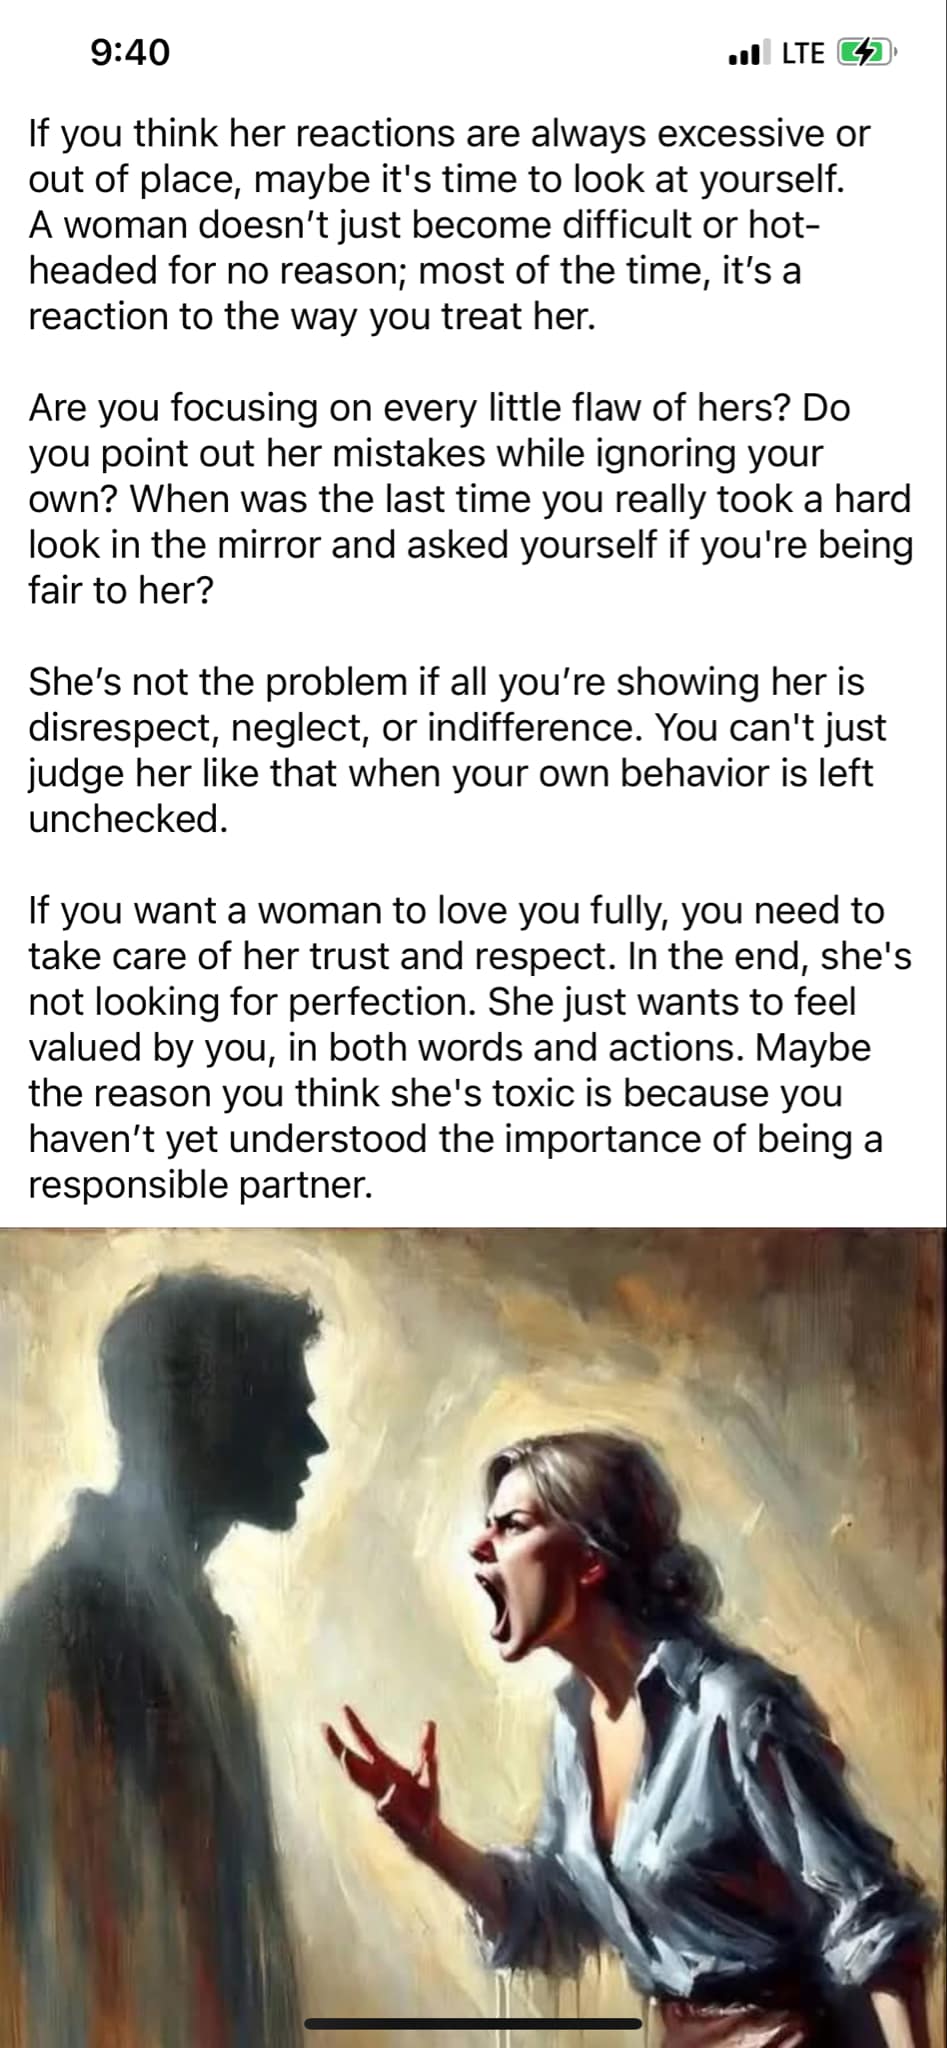 9:40
LTE
If you think her reactions are always excessive or
out of place, maybe it's time to look at yourself.
A woman doesn’t just become difficult or hot-
headed for no reason; most of the time, it’s a
reaction to the way you treat her.
Are you focusing on every little flaw of hers? Do
you point out her mistakes while ignoring your
own? When was the last time you really took a hard
look in the mirror and asked yourself if you're being
fair to her?
She’s not the problem if all you’re showing her is
disrespect, neglect, or indifference. You can't just
judge her like that when your own behavior is left
unchecked.
If you want a woman to love you fully, you need to
take care of her trust and respect. In the end, she's
not looking for perfection. She just wants to feel
valued by you, in both words and actions. Maybe
the reason you think she's toxic is because you
haven’t yet understood the importance of being a
responsible partner.